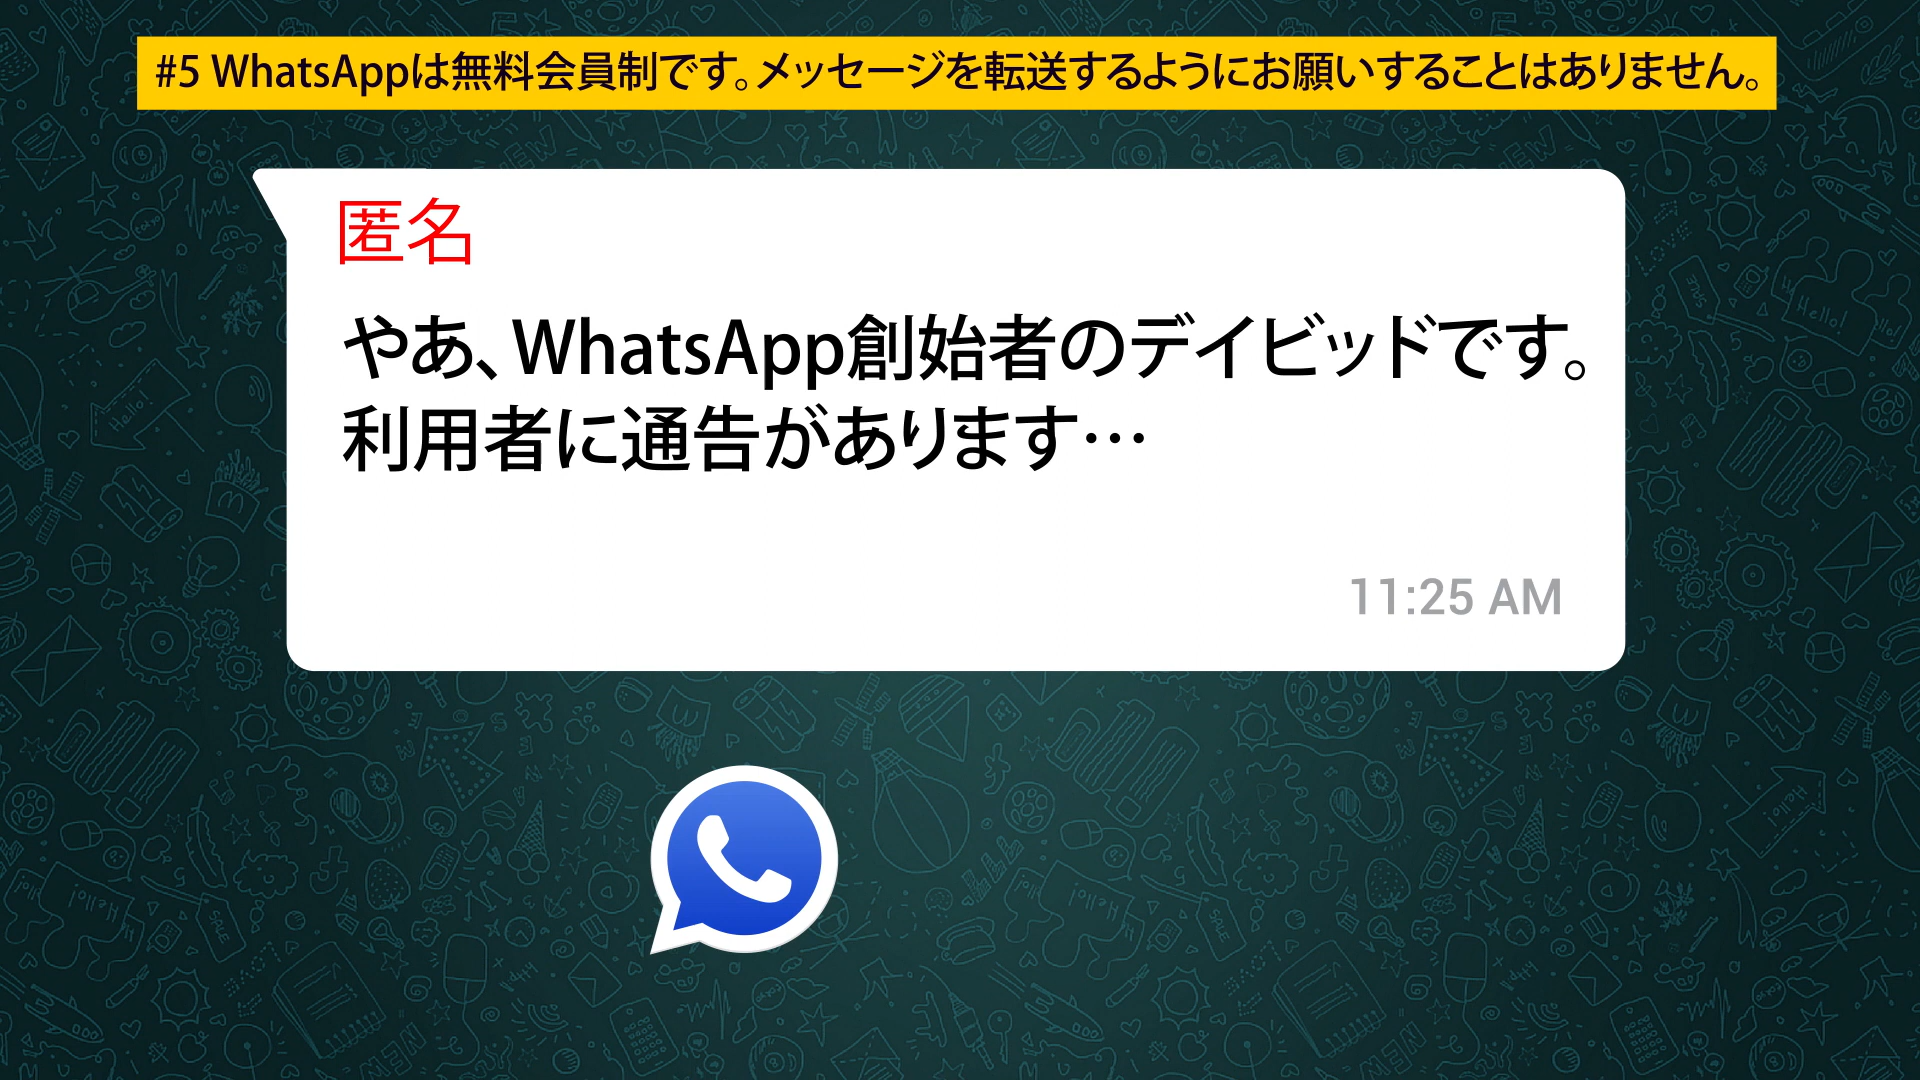 #5 WhatsAppは無料会員制です。メッセージを転送するようにお願いすることはありません。
匿名
やあ、WhatsApp創始者のデイビッドです。
利用者に通告があります…
11:25 AM